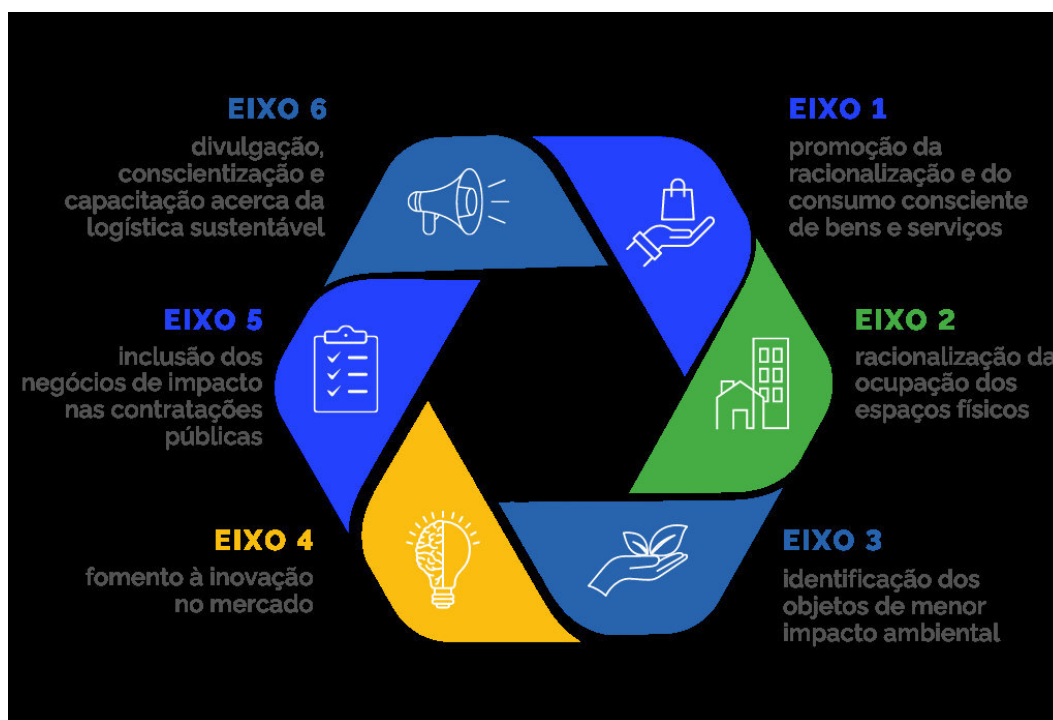 EIXO 1
promoção da
racionalização e do
consumo consciente
de bens e serviços
EIXO 2
racionalização da
ocupação dos
espaços físicos
EIXO 3
identificação dos
objetos de menor
impacto ambiental
EIXO 4
fomento à inovação
no mercado
EIXO 5
inclusão dos
negócios de impacto
nas contratações
públicas
EIXO 6
divulgação,
conscientização e
capacitação acerca da
logística sustentável